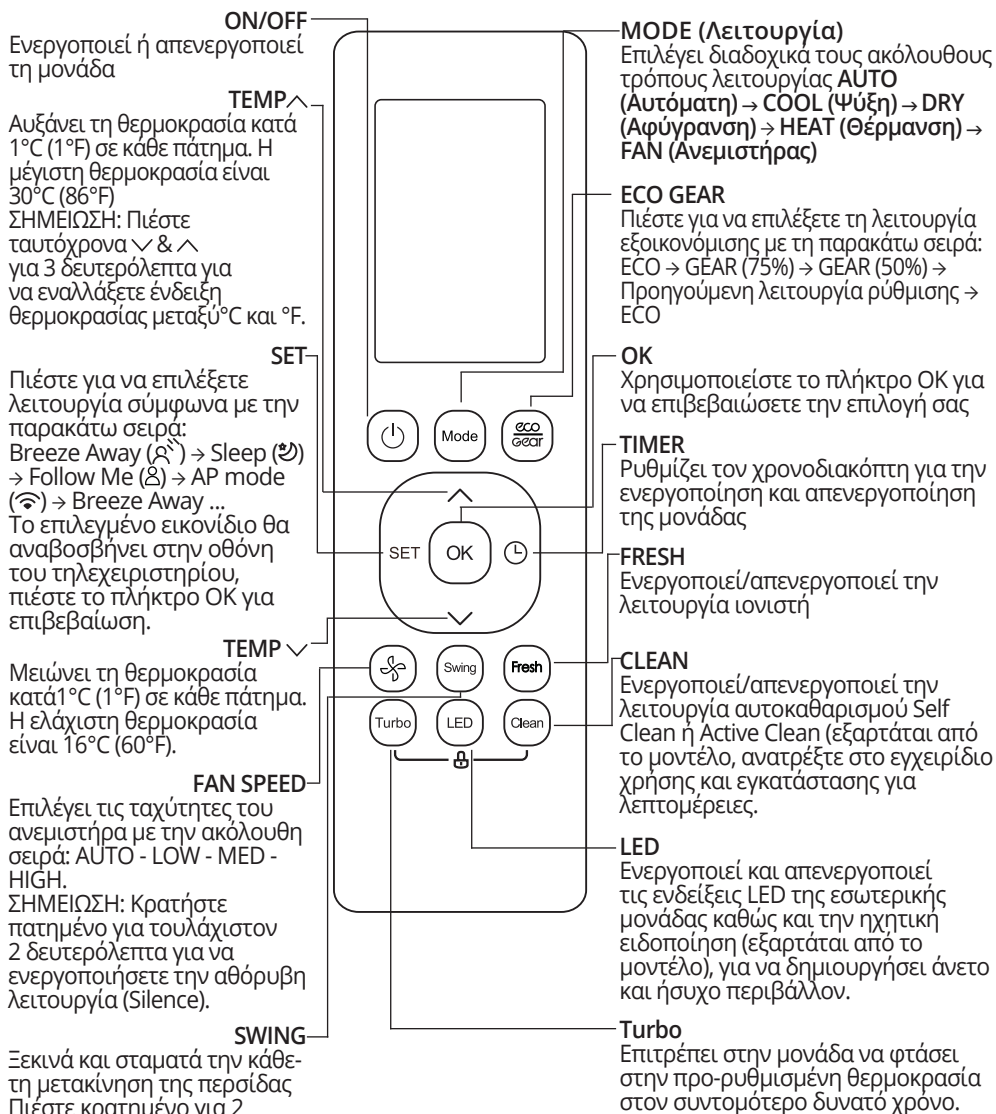 ON/OFF
Ενεργοποιεί ή απενεργοποιεί
τη μονάδα
TEMP
Αυξάνει τη θερμοκρασία κατά
1°C (1°F) σε κάθε πάτημα. Η
μέγιστη θερμοκρασία είναι
30°C (86°F)
ΣΗΜΕΙΩΣΗ: Πιέστε
ταυτόχρονα ∨ & ∧
για 3 δευτερόλεπτα για
να εναλλάξετε ένδειξη
θερμοκρασίας μεταξύ°C και °F.
SET
Πιέστε για να επιλέξετε
λειτουργία σύμφωνα με την
παρακάτω σειρά:
Breeze Away () → Sleep ()
→ Follow Me () → AP mode
() → Breeze Away ...
Το επιλεγμένο εικονίδιο θα
αναβοσβήνει στην οθόνη
του τηλεχειριστηρίου,
πιέστε το πλήκτρο OK για
επιβεβαίωση.
TEMP
Μειώνει τη θερμοκρασία
κατά1°C (1°F) σε κάθε πάτημα.
Η ελάχιστη θερμοκρασία
είναι 16°C (60°F).
FAN SPEED
Επιλέγει τις ταχύτητες του
ανεμιστήρα με την ακόλουθη
σειρά: AUTO - LOW - MED -
HIGH.
ΣΗΜΕΙΩΣΗ: Κρατήστε
πατημένο για τουλάχιστον
2 δευτερόλεπτα για να
ενεργοποιήσετε την αθόρυβη
λειτουργία (Silence).
SWING
Ξεκινά και σταματά την κάθε-
τη μετακίνηση της περσίδας
Πιέστε κρατημένο για 2
Mode
eco
gear
SET
OK
Swing
Fresh
Turbo
LED
Clean
MODE (Λειτουργία)
Επιλέγει διαδοχικά τους ακόλουθους
τρόπους λειτουργίας AUTO
(Αυτόματη) → COOL (Ψύξη) → DRY
(Αφύγρανση) → HEAT (Θέρμανση) →
FAN (Ανεμιστήρας)
ECO GEAR
Πιέστε για να επιλέξετε τη λειτουργία
εξοικονόμισης με τη παρακάτω σειρά:
ECO → GEAR (75%) → GEAR (50%) →
Προηγούμενη λειτουργία ρύθμισης →
ECO
OK
Χρησιμοποιείστε το πλήκτρο OK για
να επιβεβαιώσετε την επιλογή σας
TIMER
Ρυθμίζει τον χρονοδιακόπτη για την
ενεργοποίηση και απενεργοποίηση
της μονάδας
FRESH
Ενεργοποιεί/απενεργοποιεί την
λειτουργία ιονιστή
CLEAN
Ενεργοποιεί/απενεργοποιεί την
λειτουργία αυτοκαθαρισμού Self
Clean ή Active Clean (εξαρτάται από
το μοντέλο, ανατρέξτε στο εγχειρίδιο
χρήσης και εγκατάστασης για
λεπτομέρειες.
LED
Ενεργοποιεί και απενεργοποιεί
τις ενδείξεις LED της εσωτερικής
μονάδας καθώς και την ηχητική
ειδοποίηση (εξαρτάται από το
μοντέλο), για να δημιουργήσει άνετο
και ήσυχο περιβάλλον.
Turbo
Επιτρέπει στην μονάδα να φτάσει
στην προ-ρυθμισμένη θερμοκρασία
στον συντομότερο δυνατό χρόνο.